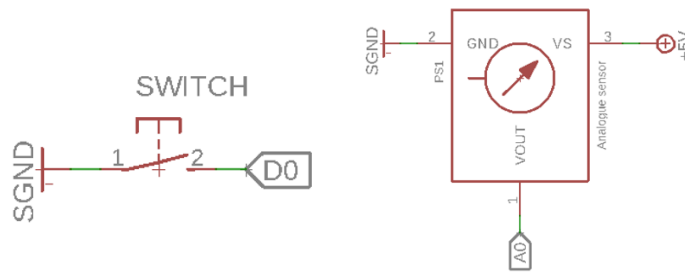 SWITCH
SGND
1
2
D0
SGND
2
GND
VS
3
+5V
PS1
Analogue sensor
VOUT
1
A0